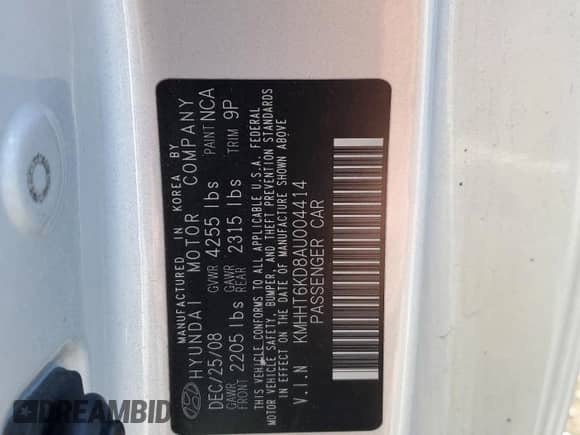 MANUFACTURED IN KOREA BY
HYUNDAI MOTOR COMPANY
DEC/25/08 GVWR 4255 lbs PAINT NCA
GAWR FRONT 2205 lbs GAWR REAR 2315 lbs TRIM 9P
THIS VEHICLE CONFORMS TO ALL APPLICABLE U.S.A. FEDERAL
MOTOR VEHICLE SAFETY, BUMPER, AND THEFT PREVENTION STANDARDS
IN EFFECT ON THE DATE OF MANUFACTURE SHOWN ABOVE
V.I.N KMHHT6KD8AU004414
PASSENGER CAR
DREAMBID